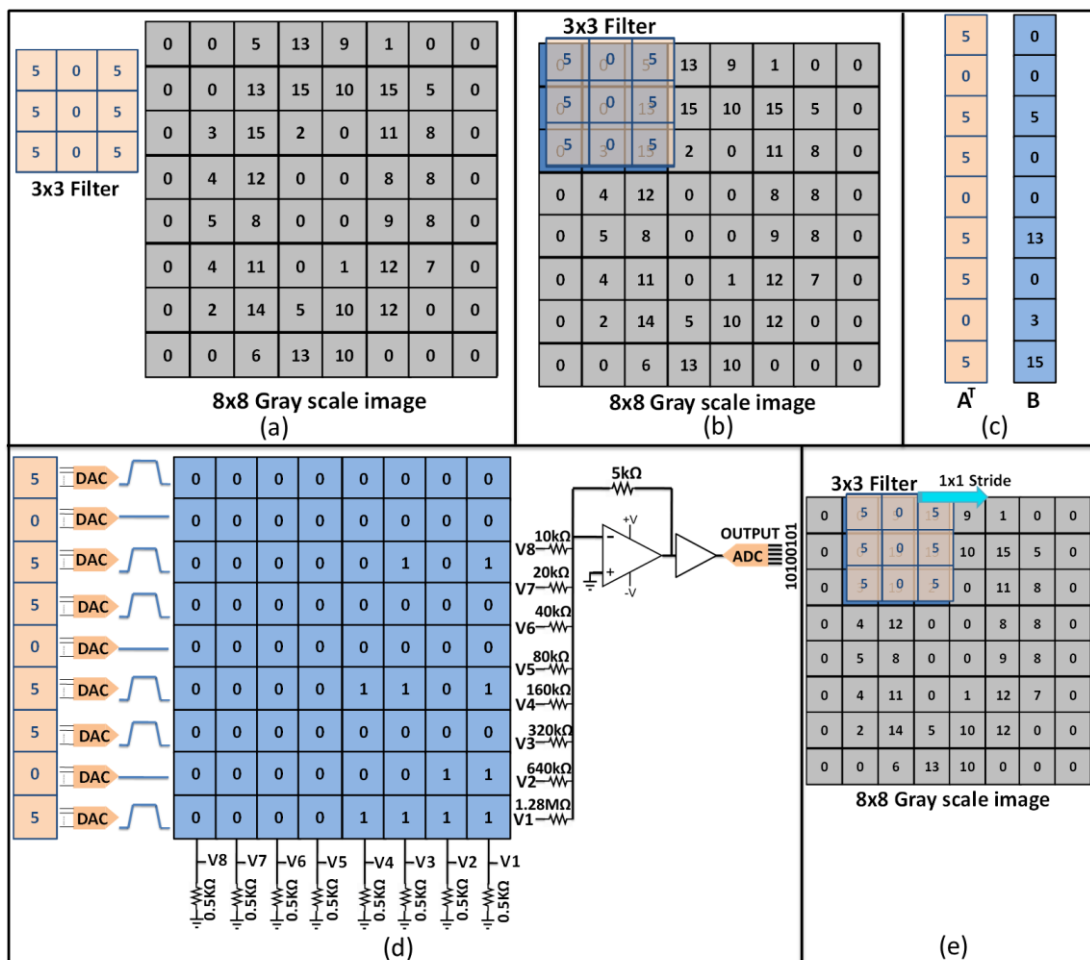 3x3 Filter
5 0 5
5 0 5
5 0 5
0 0 5 13 9 1 0 0
0 0 13 15 10 15 5 0
0 3 15 2 0 11 8 0
0 4 12 0 0 8 8 0
0 5 8 0 0 9 8 0
0 4 11 0 1 12 7 0
0 2 14 5 10 12 0 0
0 0 6 13 10 0 0 0
8x8 Gray scale image
(a)
3x3 Filter
5 0 5 13 9 1 0 0
5 0 5 15 10 15 5 0
5 0 5 2 0 11 8 0
0 4 12 0 0 8 8 0
0 5 8 0 0 9 8 0
0 4 11 0 1 12 7 0
0 2 14 5 10 12 0 0
0 0 6 13 10 0 0 0
8x8 Gray scale image
(b)
5 0
0 0
5 5
5 0
0 0
5 13
5 0
0 3
5 15
A^T B
(c)
5 DAC 0 0 0 0 0 0 0 0
0 DAC 0 0 0 0 0 0 0 0
5 DAC 0 0 0 0 0 1 0 1
5 DAC 0 0 0 0 0 0 0 0
0 DAC 0 0 0 0 0 0 0 0
5 DAC 0 0 0 0 1 1 0 1
5 DAC 0 0 0 0 0 0 0 0
0 DAC 0 0 0 0 0 0 1 1
5 DAC 0 0 0 0 1 1 1 1
V8 V7 V6 V5 V4 V3 V2 V1
0.5KΩ 0.5KΩ 0.5KΩ 0.5KΩ 0.5KΩ 0.5KΩ 0.5KΩ 0.5KΩ
10kΩ
V8
20kΩ
V7
40kΩ
V6
80kΩ
V5
160kΩ
V4
320kΩ
V3
640kΩ
V2
1.28MΩ
V1
5kΩ
+V
-
+
-V
OUTPUT
ADC
10100101
(d)
3x3 Filter
1x1 Stride
0 5 0 5 9 1 0 0
0 5 0 5 10 15 5 0
0 5 0 5 0 11 8 0
0 4 12 0 0 8 8 0
0 5 8 0 0 9 8 0
0 4 11 0 1 12 7 0
0 2 14 5 10 12 0 0
0 0 6 13 10 0 0 0
8x8 Gray scale image
(e)